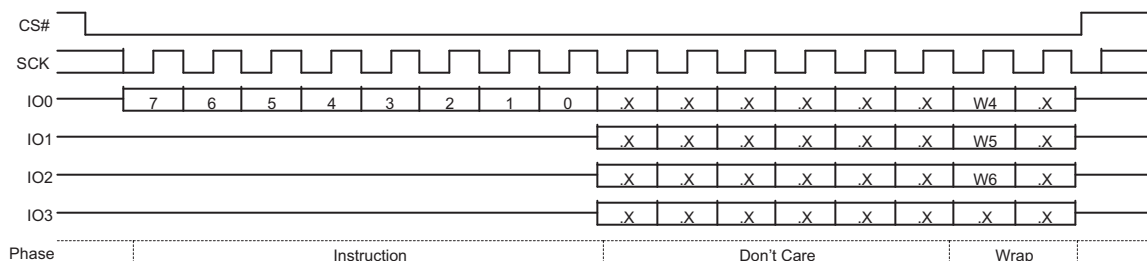 CS#
SCK
IO0 7 6 5 4 3 2 1 0 .X .X .X .X .X .X W4 .X
IO1 .X .X .X .X .X .X W5 .X
IO2 .X .X .X .X .X .X W6 .X
IO3 .X .X .X .X .X .X .X .X
Phase Instruction Don't Care Wrap